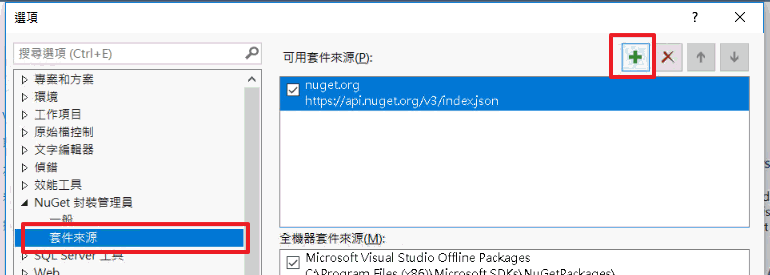 選項
搜尋選項 (Ctrl+E)
專案和方案
環境
工作項目
原始檔控制
文字編輯器
偵錯
效能工具
NuGet 封裝管理員
一般
套件來源
SQL Server 工具
Web
可用套件來源(P):
nuget.org
https://api.nuget.org/v3/index.json
全機器套件來源(M):
Microsoft Visual Studio Offline Packages
C:\Program Files (x86)\Microsoft SDKs\NuGetPackages\